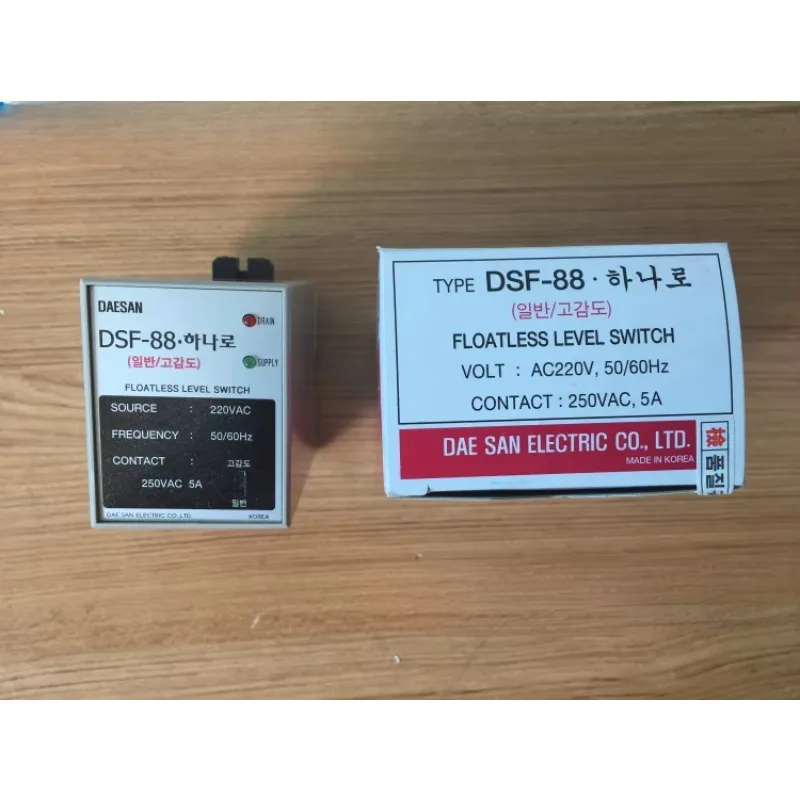 DAESAN
DSF-88·하나로
(일반/고감도)
DRAIN
SUPPLY
FLOATLESS LEVEL SWITCH
SOURCE : 220VAC
FREQUENCY : 50/60Hz
CONTACT : 고감도
250VAC 5A
일반
DAE SAN ELECTRIC CO.,LTD. KOREA
TYPE DSF-88·하나로
(일반/고감도)
FLOATLESS LEVEL SWITCH
VOLT : AC220V, 50/60Hz
CONTACT : 250VAC, 5A
DAE SAN ELECTRIC CO., LTD.
MADE IN KOREA
檢
품질